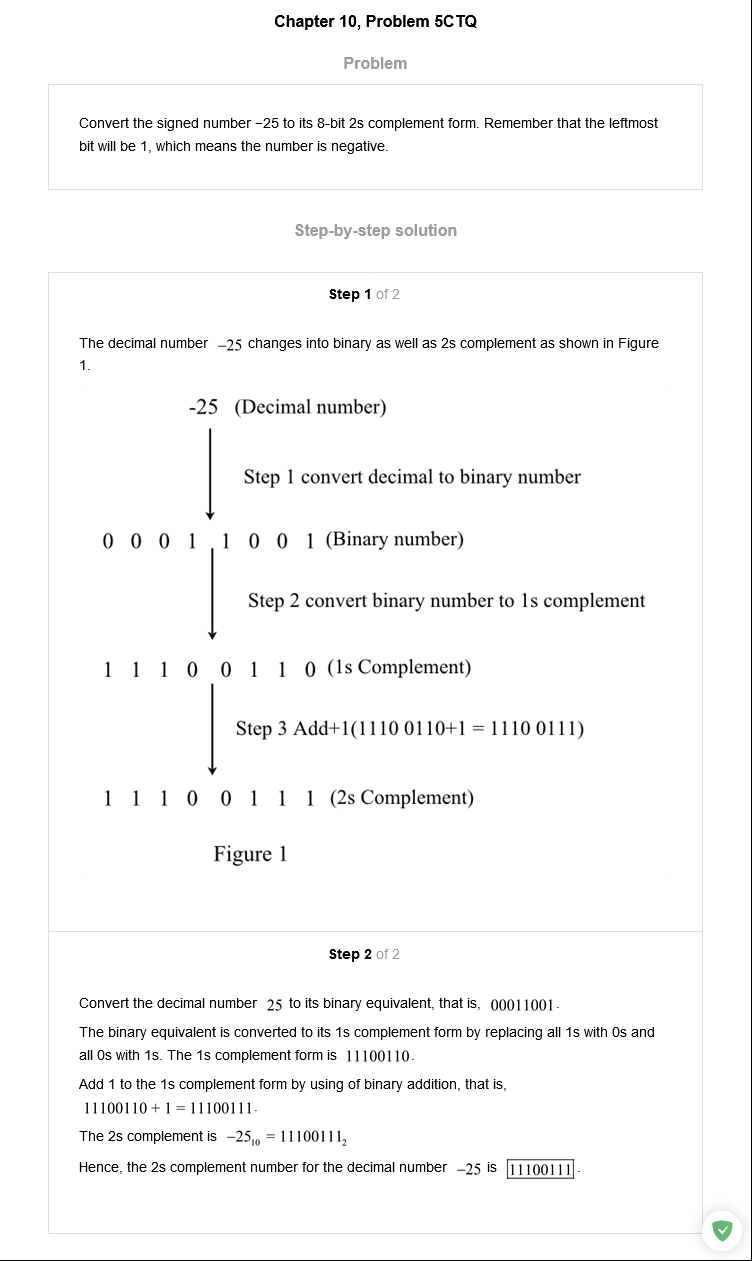 Chapter 10, Problem 5CTQ
Problem
Convert the signed number −25 to its 8-bit 2s complement form. Remember that the leftmost
bit will be 1, which means the number is negative.
Step-by-step solution
Step 1 of 2
The decimal number −25 changes into binary as well as 2s complement as shown in Figure
1.
-25 (Decimal number)
Step 1 convert decimal to binary number
0 0 0 1 1 0 0 1 (Binary number)
Step 2 convert binary number to 1s complement
1 1 1 0 0 1 1 0 (1s Complement)
Step 3 Add+1(1110 0110+1 = 1110 0111)
1 1 1 0 0 1 1 1 (2s Complement)
Figure 1
Step 2 of 2
Convert the decimal number 25 to its binary equivalent, that is, 00011001.
The binary equivalent is converted to its 1s complement form by replacing all 1s with 0s and
all 0s with 1s. The 1s complement form is 11100110.
Add 1 to the 1s complement form by using of binary addition, that is,
11100110 + 1 = 11100111.
The 2s complement is −25₁₀ = 11100111₂
Hence, the 2s complement number for the decimal number −25 is 11100111.